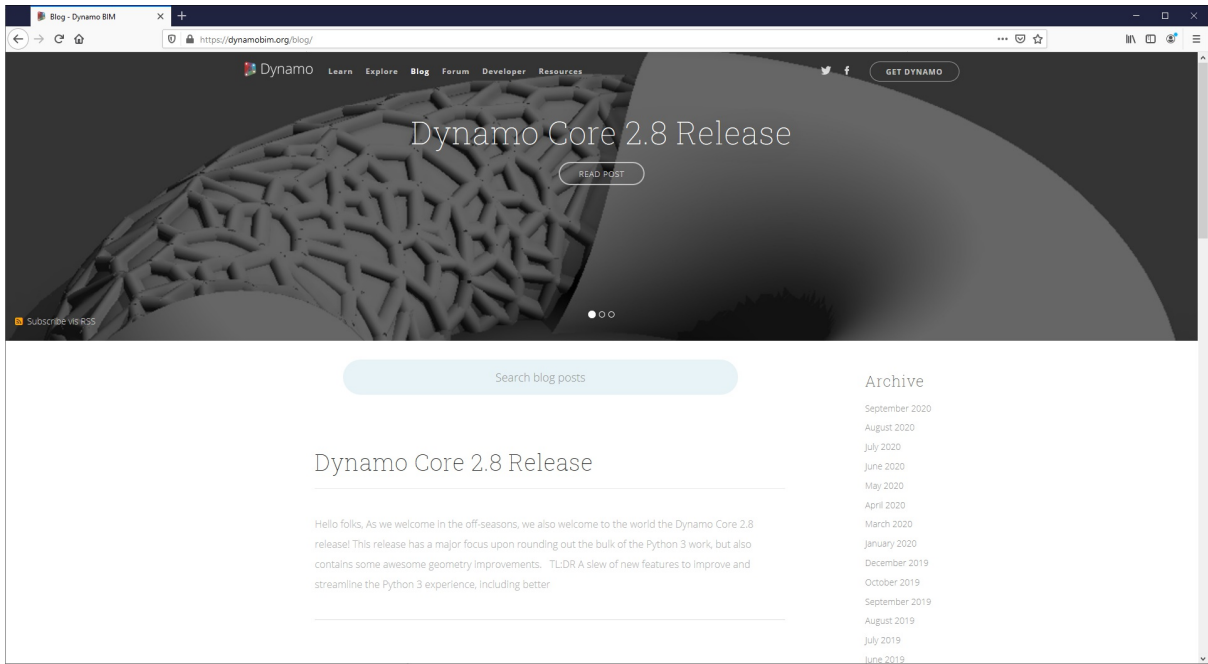 Blog - Dynamo BIM
https://dynamobim.org/blog/
Dynamo Learn Explore Blog Forum Developer Resources GET DYNAMO
Dynamo Core 2.8 Release
READ POST
Subscribe vis RSS
Search blog posts
Dynamo Core 2.8 Release
Hello folks, As we welcome in the off-seasons, we also welcome to the world the Dynamo Core 2.8
release! This release has a major focus upon rounding out the bulk of the Python 3 work, but also
contains some awesome geometry improvements.   TL:DR A slew of new features to improve and
streamline the Python 3 experience, including better
Archive
September 2020
August 2020
July 2020
June 2020
May 2020
April 2020
March 2020
January 2020
December 2019
October 2019
September 2019
August 2019
July 2019
June 2019